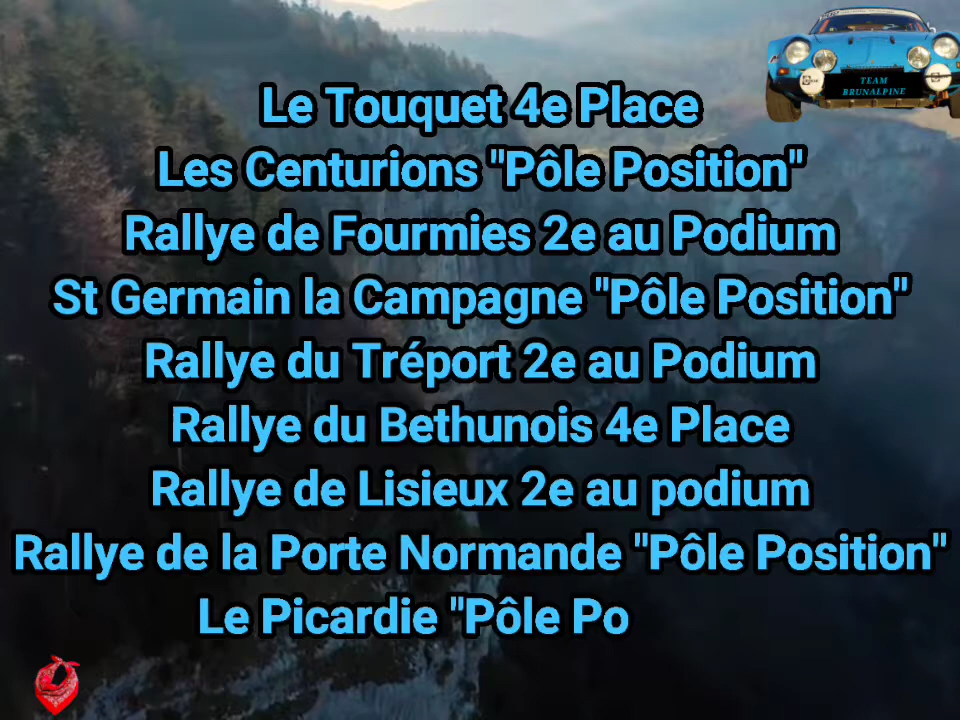 TEAM
BRUNALPINE
Le Touquet 4e Place
Les Centurions "Pôle Position"
Rallye de Fourmies 2e au Podium
St Germain la Campagne "Pôle Position"
Rallye du Tréport 2e au Podium
Rallye du Bethunois 4e Place
Rallye de Lisieux 2e au podium
Rallye de la Porte Normande "Pôle Position"
Le Picardie "Pôle Po